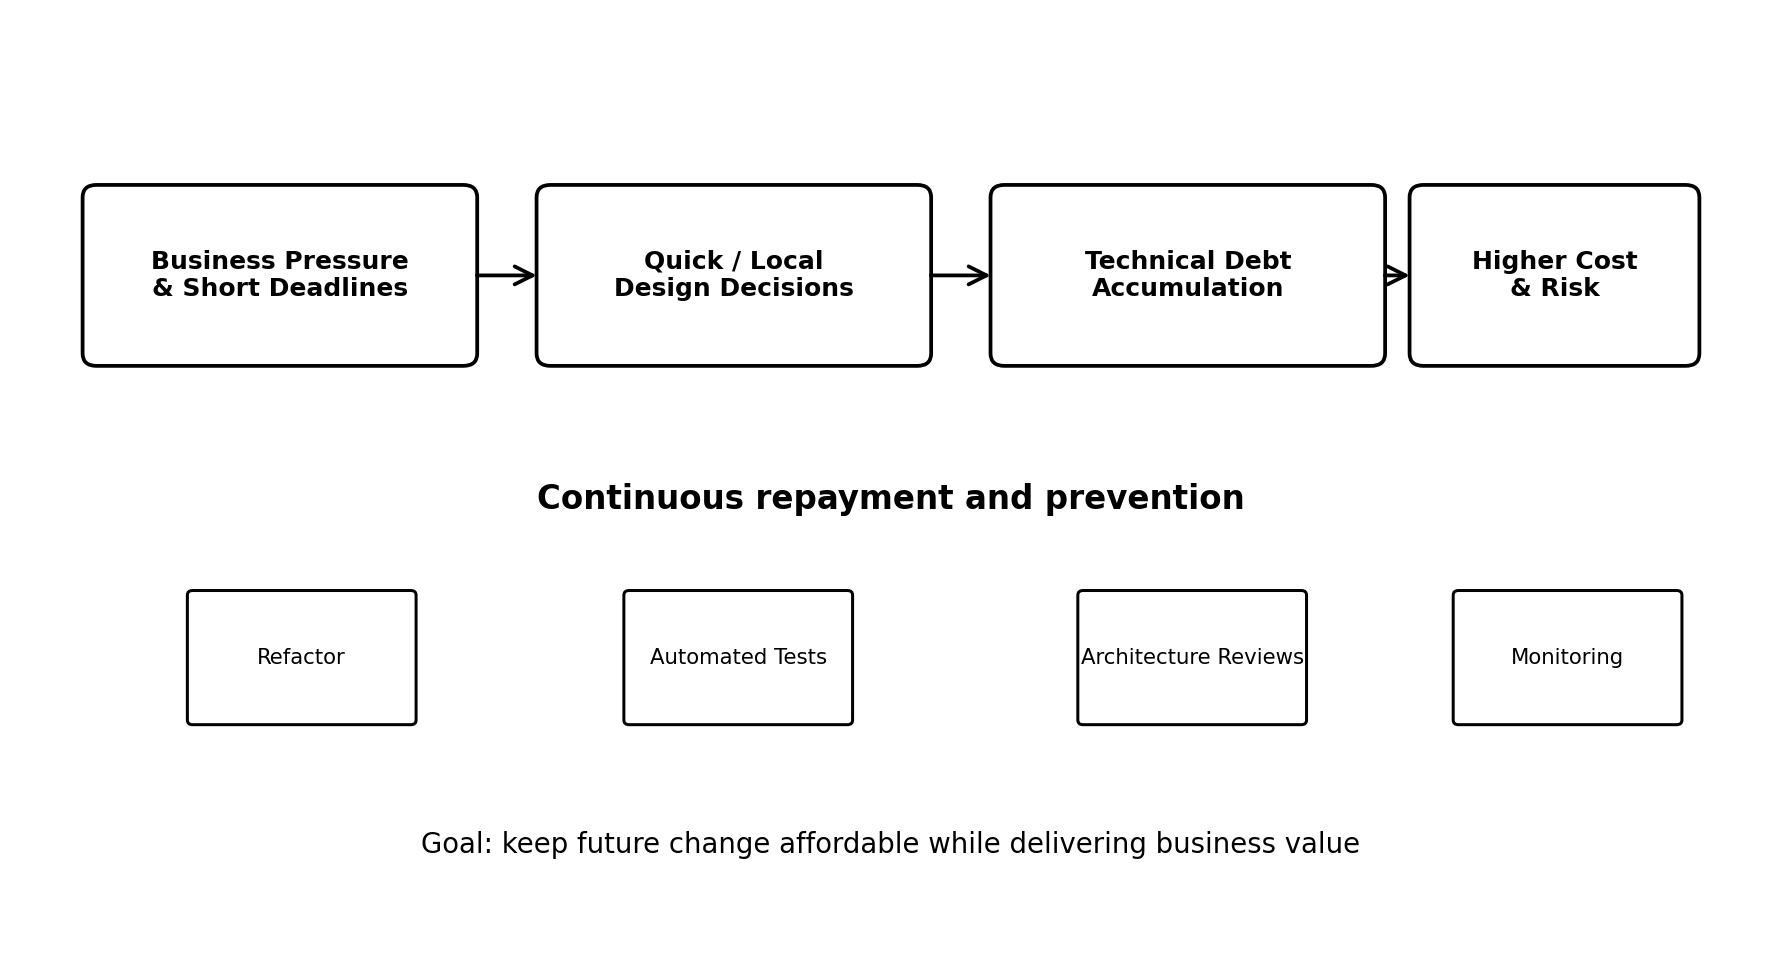 Business Pressure
& Short Deadlines
Quick / Local
Design Decisions
Technical Debt
Accumulation
Higher Cost
& Risk
Continuous repayment and prevention
Refactor
Automated Tests
Architecture Reviews
Monitoring
Goal: keep future change affordable while delivering business value